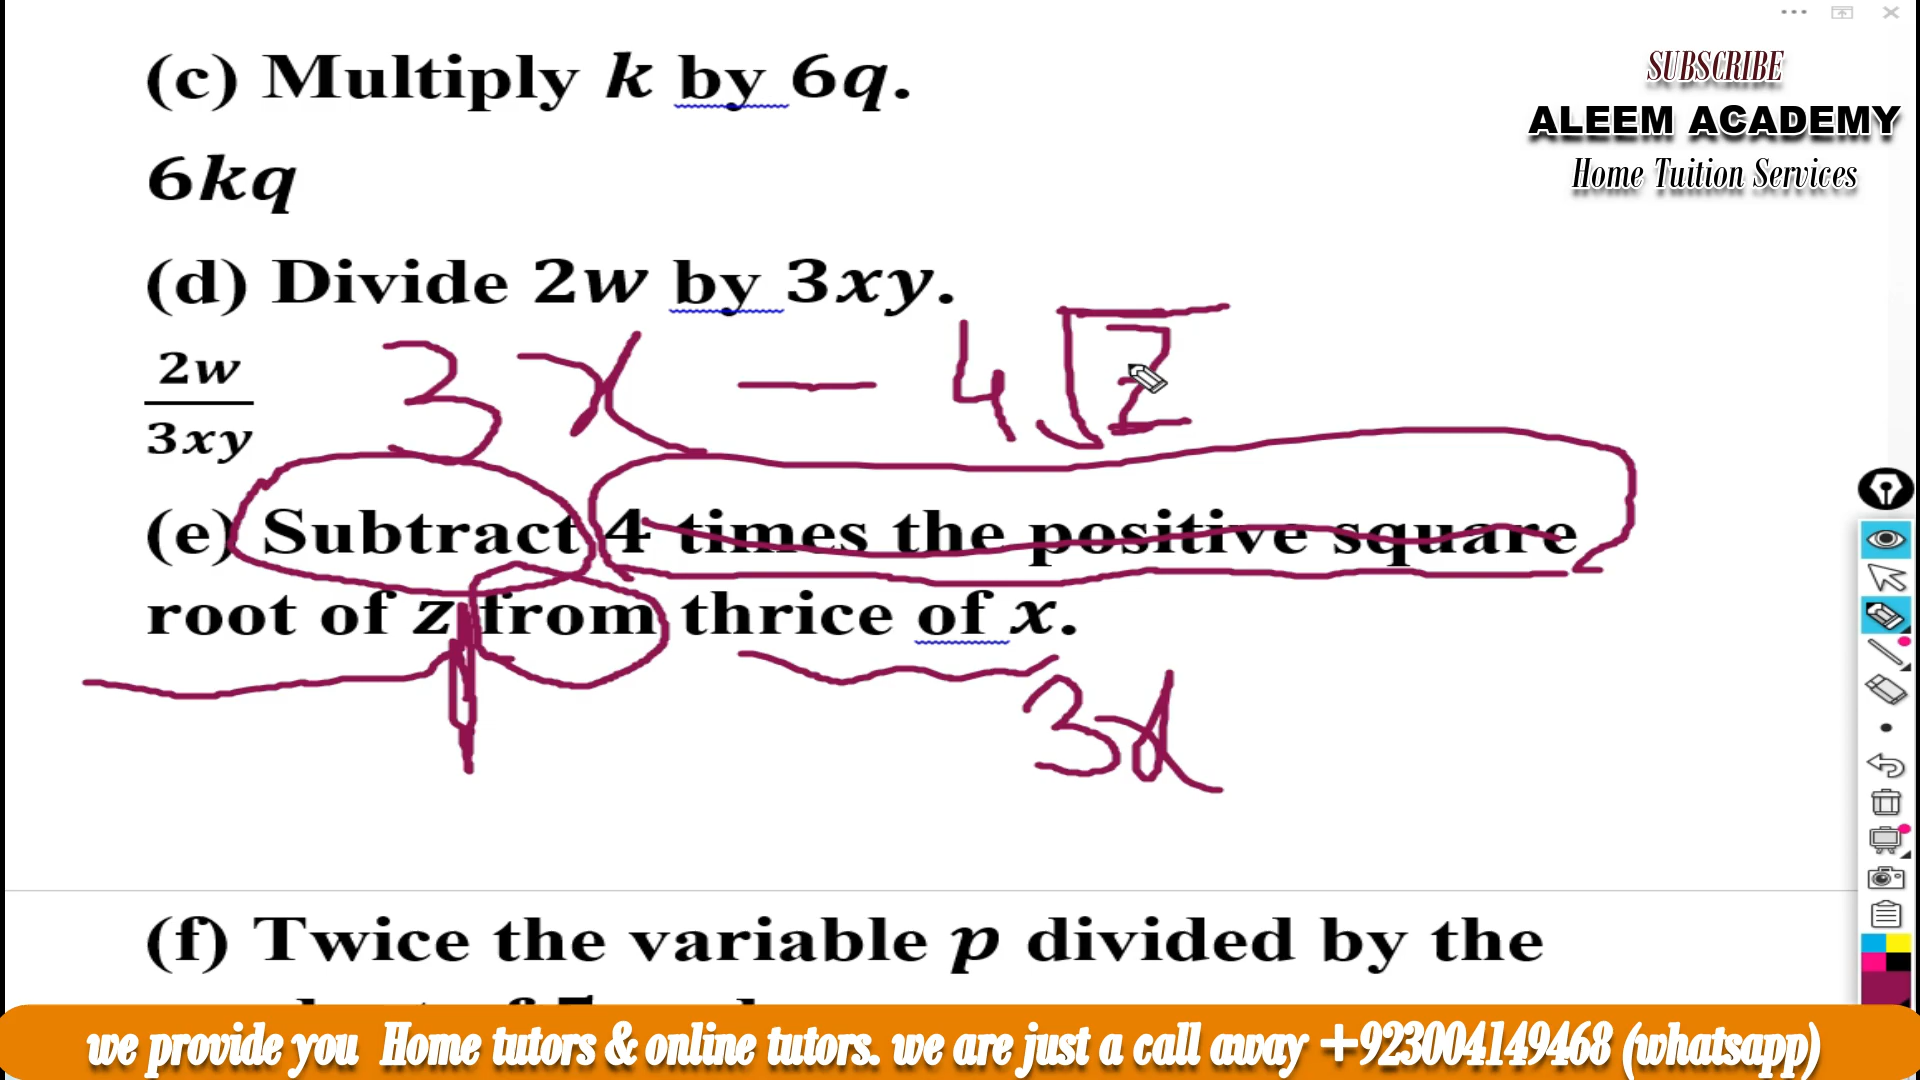 (c) Multiply k by 6q.
6kq
(d) Divide 2w by 3xy.
2w
3xy
3x — 4√z
(e) Subtract 4 times the positive square
root of z from thrice of x.
3x
(f) Twice the variable p divided by the
SUBSCRIBE
ALEEM ACADEMY
Home Tuition Services
we provide you Home tutors & online tutors. we are just a call away +923004149468 (whatsapp)